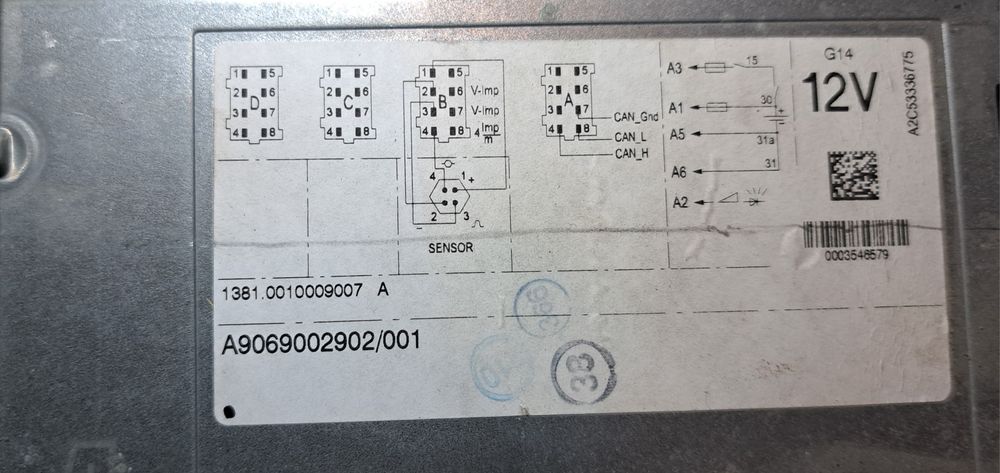 1 5
2 6
D
3 7
4 8
1 5
2 6
C
3 7
4 8
1 5
2 6 V-Imp
B
3 7 V-Imp
4 8 4 Imp/m
4 1 +
2 3
-
SENSOR
1 5
2 6
A
3 7
4 8
CAN_Gnd
CAN_L
CAN_H
A3 15
A1 30
+
A5 31a
A6 31
A2
G14
12V
A2C53336775
0003546579
1381.0010009007 A
A9069002902/001
38